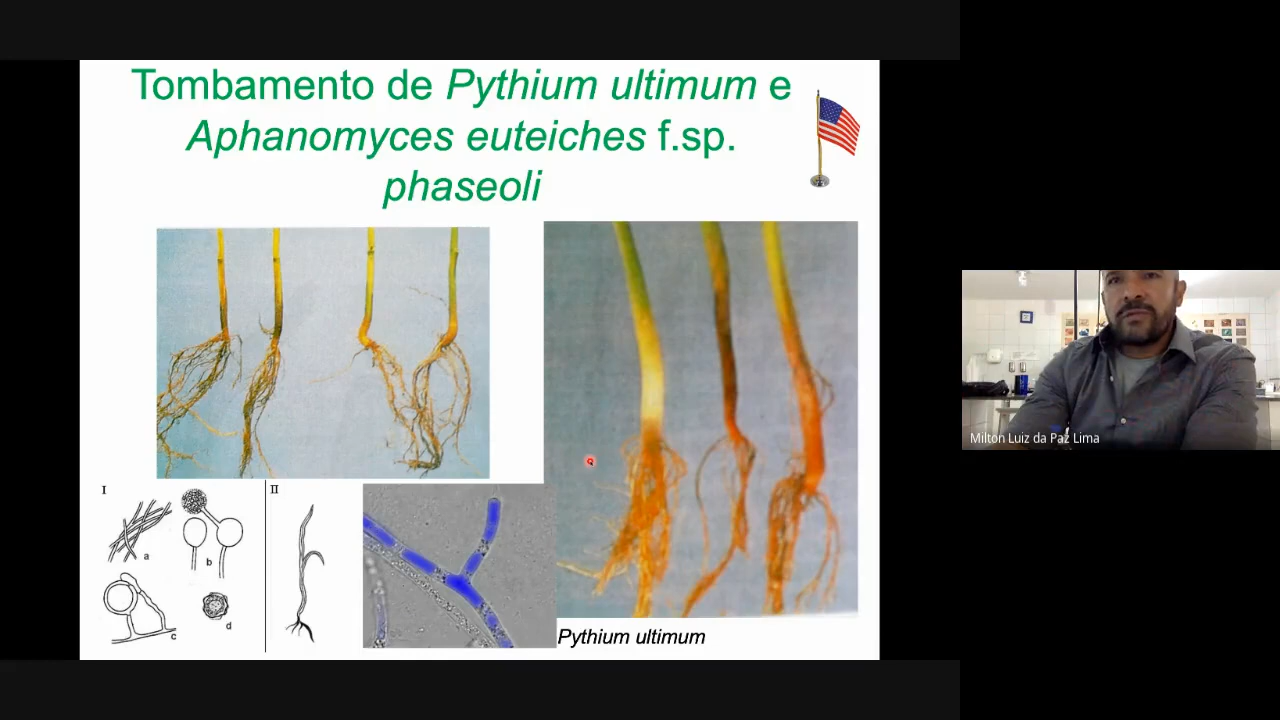 Tombamento de Pythium ultimum e
Aphanomyces euteiches f.sp.
phaseoli
I
II
a
b
c
d
Pythium ultimum
Milton Luiz da Paz Lima